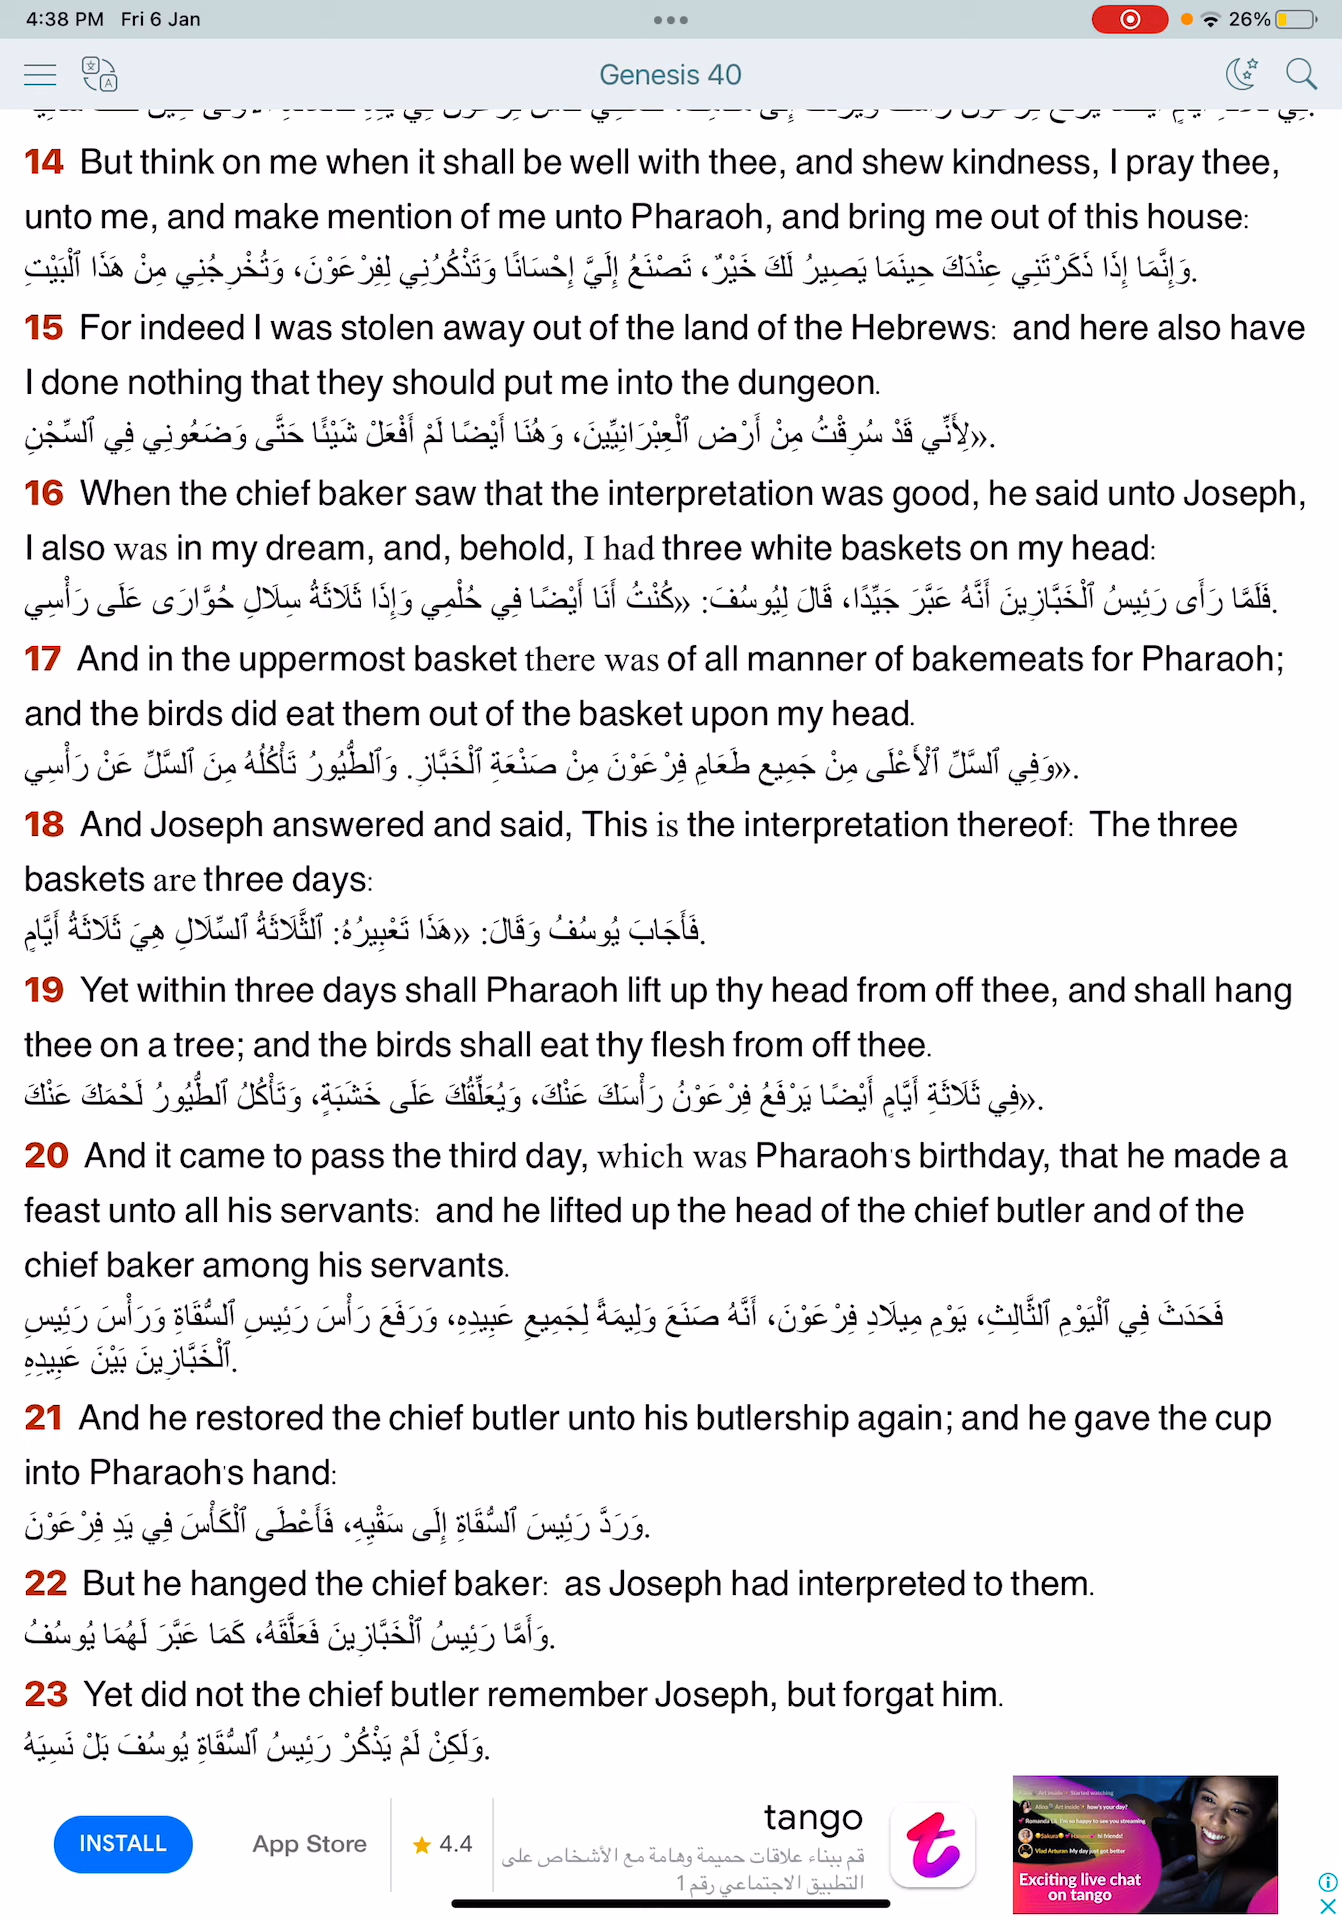 4:38 PM Fri 6 Jan
26%
Genesis 40
14 But think on me when it shall be well with thee, and shew kindness, I pray thee,
unto me, and make mention of me unto Pharaoh, and bring me out of this house:
وَإِنَّمَا إِذَا ذَكَرْتَنِي عِنْدَكَ حِينَمَا يَصِيرُ لَكَ خَيْرٌ، تَصْنَعُ إِلَيَّ إِحْسَانًا وَتَذْكُرُنِي لِفِرْعَوْنَ، وَتُخْرِجُنِي مِنْ هَذَا ٱلْبَيْتِ.
15 For indeed I was stolen away out of the land of the Hebrews: and here also have
I done nothing that they should put me into the dungeon.
لِأَنِّي قَدْ سُرِقْتُ مِنْ أَرْضِ ٱلْعِبْرَانِيِّينَ، وَهُنَا أَيْضًا لَمْ أَفْعَلْ شَيْئًا حَتَّى وَضَعُونِي فِي ٱلسِّجْنِ».
16 When the chief baker saw that the interpretation was good, he said unto Joseph,
I also was in my dream, and, behold, I had three white baskets on my head:
فَلَمَّا رَأَى رَئِيسُ ٱلْخَبَّازِينَ أَنَّهُ عَبَّرَ جَيِّدًا، قَالَ لِيُوسُفَ: «كُنْتُ أَنَا أَيْضًا فِي حُلْمِي وَإِذَا ثَلَاثَةُ سِلَالِ حُوَّارَى عَلَى رَأْسِي.
17 And in the uppermost basket there was of all manner of bakemeats for Pharaoh;
and the birds did eat them out of the basket upon my head.
وَفِي ٱلسَّلِّ ٱلْأَعْلَى مِنْ جَمِيعِ طَعَامِ فِرْعَوْنَ مِنْ صَنْعَةِ ٱلْخَبَّازِ. وَٱلطُّيُورُ تَأْكُلُهُ مِنَ ٱلسَّلِّ عَنْ رَأْسِي».
18 And Joseph answered and said, This is the interpretation thereof: The three
baskets are three days:
فَأَجَابَ يُوسُفُ وَقَالَ: «هَذَا تَعْبِيرُهُ: ٱلثَّلَاثَةُ ٱلسِّلَالِ هِيَ ثَلَاثَةُ أَيَّامٍ.
19 Yet within three days shall Pharaoh lift up thy head from off thee, and shall hang
thee on a tree; and the birds shall eat thy flesh from off thee.
فِي ثَلَاثَةِ أَيَّامٍ أَيْضًا يَرْفَعُ فِرْعَوْنُ رَأْسَكَ عَنْكَ، وَيُعَلِّقُكَ عَلَى خَشَبَةٍ، وَتَأْكُلُ ٱلطُّيُورُ لَحْمَكَ عَنْكَ».
20 And it came to pass the third day, which was Pharaoh's birthday, that he made a
feast unto all his servants: and he lifted up the head of the chief butler and of the
chief baker among his servants.
فَحَدَثَ فِي ٱلْيَوْمِ ٱلثَّالِثِ، يَوْمِ مِيلَادِ فِرْعَوْنَ، أَنَّهُ صَنَعَ وَلِيمَةً لِجَمِيعِ عَبِيدِهِ، وَرَفَعَ رَأْسَ رَئِيسِ ٱلسُّقَاةِ وَرَأْسَ رَئِيسِ
ٱلْخَبَّازِينَ بَيْنَ عَبِيدِهِ.
21 And he restored the chief butler unto his butlership again; and he gave the cup
into Pharaoh's hand:
وَرَدَّ رَئِيسَ ٱلسُّقَاةِ إِلَى سَقْيِهِ، فَأَعْطَى ٱلْكَأْسَ فِي يَدِ فِرْعَوْنَ.
22 But he hanged the chief baker: as Joseph had interpreted to them.
وَأَمَّا رَئِيسُ ٱلْخَبَّازِينَ فَعَلَّقَهُ، كَمَا عَبَّرَ لَهُمَا يُوسُفُ.
23 Yet did not the chief butler remember Joseph, but forgat him.
وَلَكِنْ لَمْ يَذْكُرْ رَئِيسُ ٱلسُّقَاةِ يُوسُفَ بَلْ نَسِيَهُ.
INSTALL
App Store
4.4
tango
قم ببناء علاقات حميمة وهامة مع الأشخاص على
التطبيق الاجتماعي رقم 1
Exciting live chat
on tango